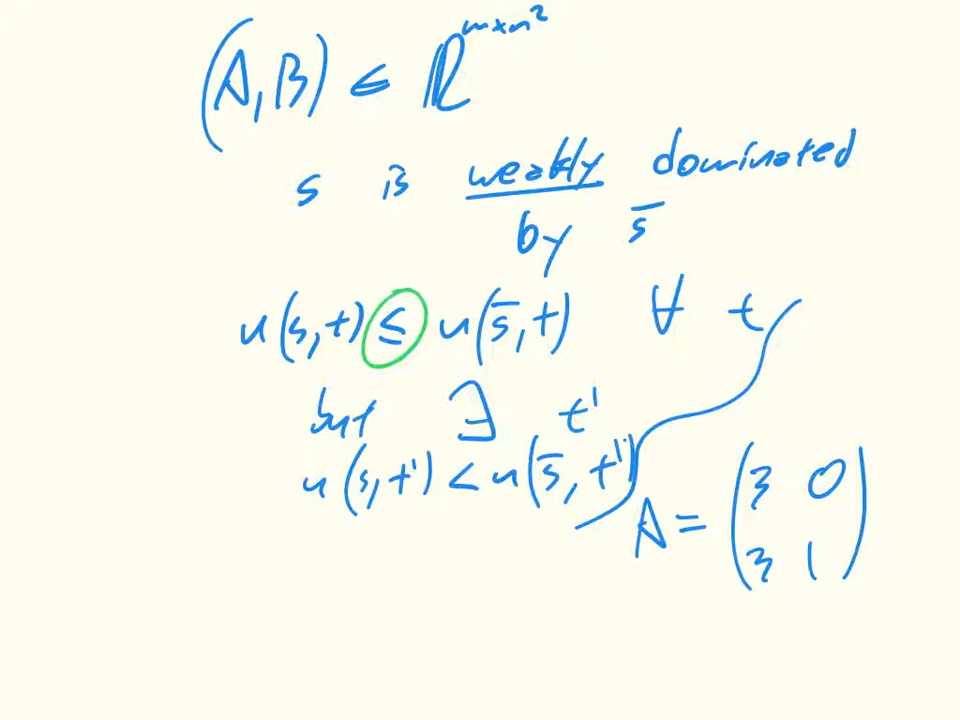 (A,B) ∈ ℝ^{m×n^2}
s is weakly dominated
by s̄
u(s,t) ≤ u(s̄,t) ∀ t
but ∃ t'
u(s,t') < u(s̄,t')
A = (3 0
3 1)